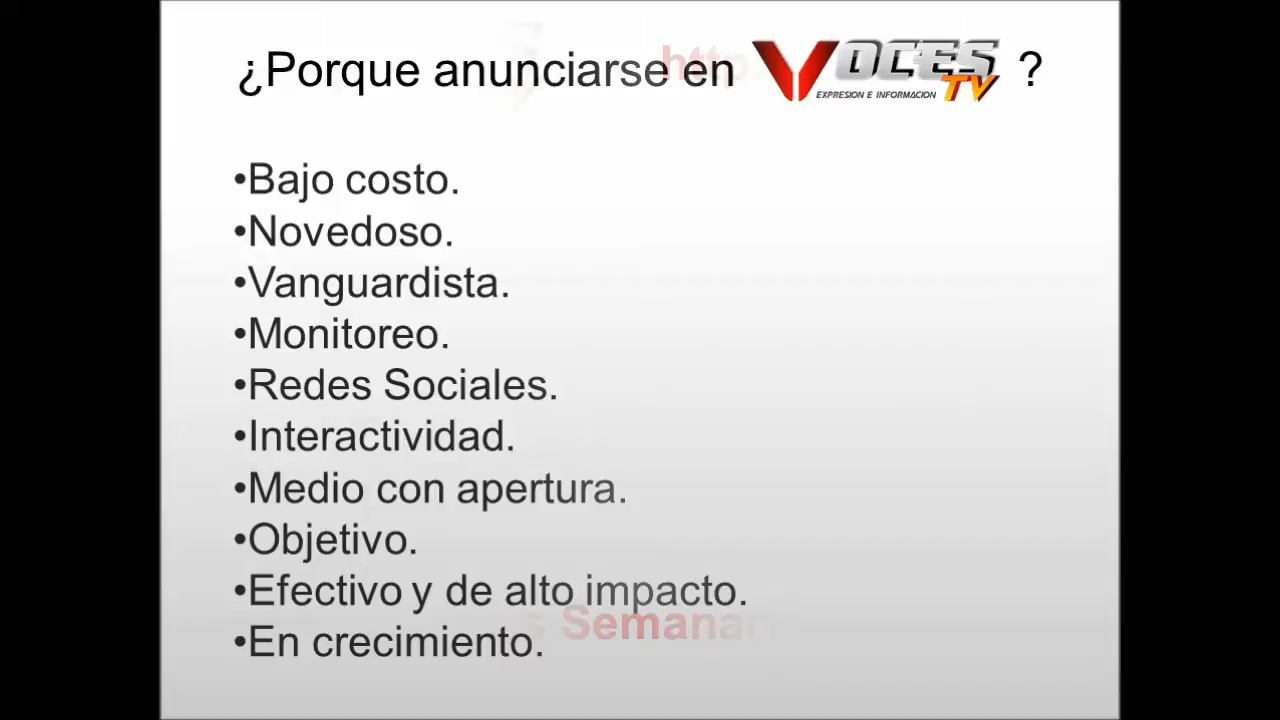 ¿Porque anunciarse en VOCES TV ?
EXPRESION E INFORMACION
•Bajo costo.
•Novedoso.
•Vanguardista.
•Monitoreo.
•Redes Sociales.
•Interactividad.
•Medio con apertura.
•Objetivo.
•Efectivo y de alto impacto.
•En crecimiento.